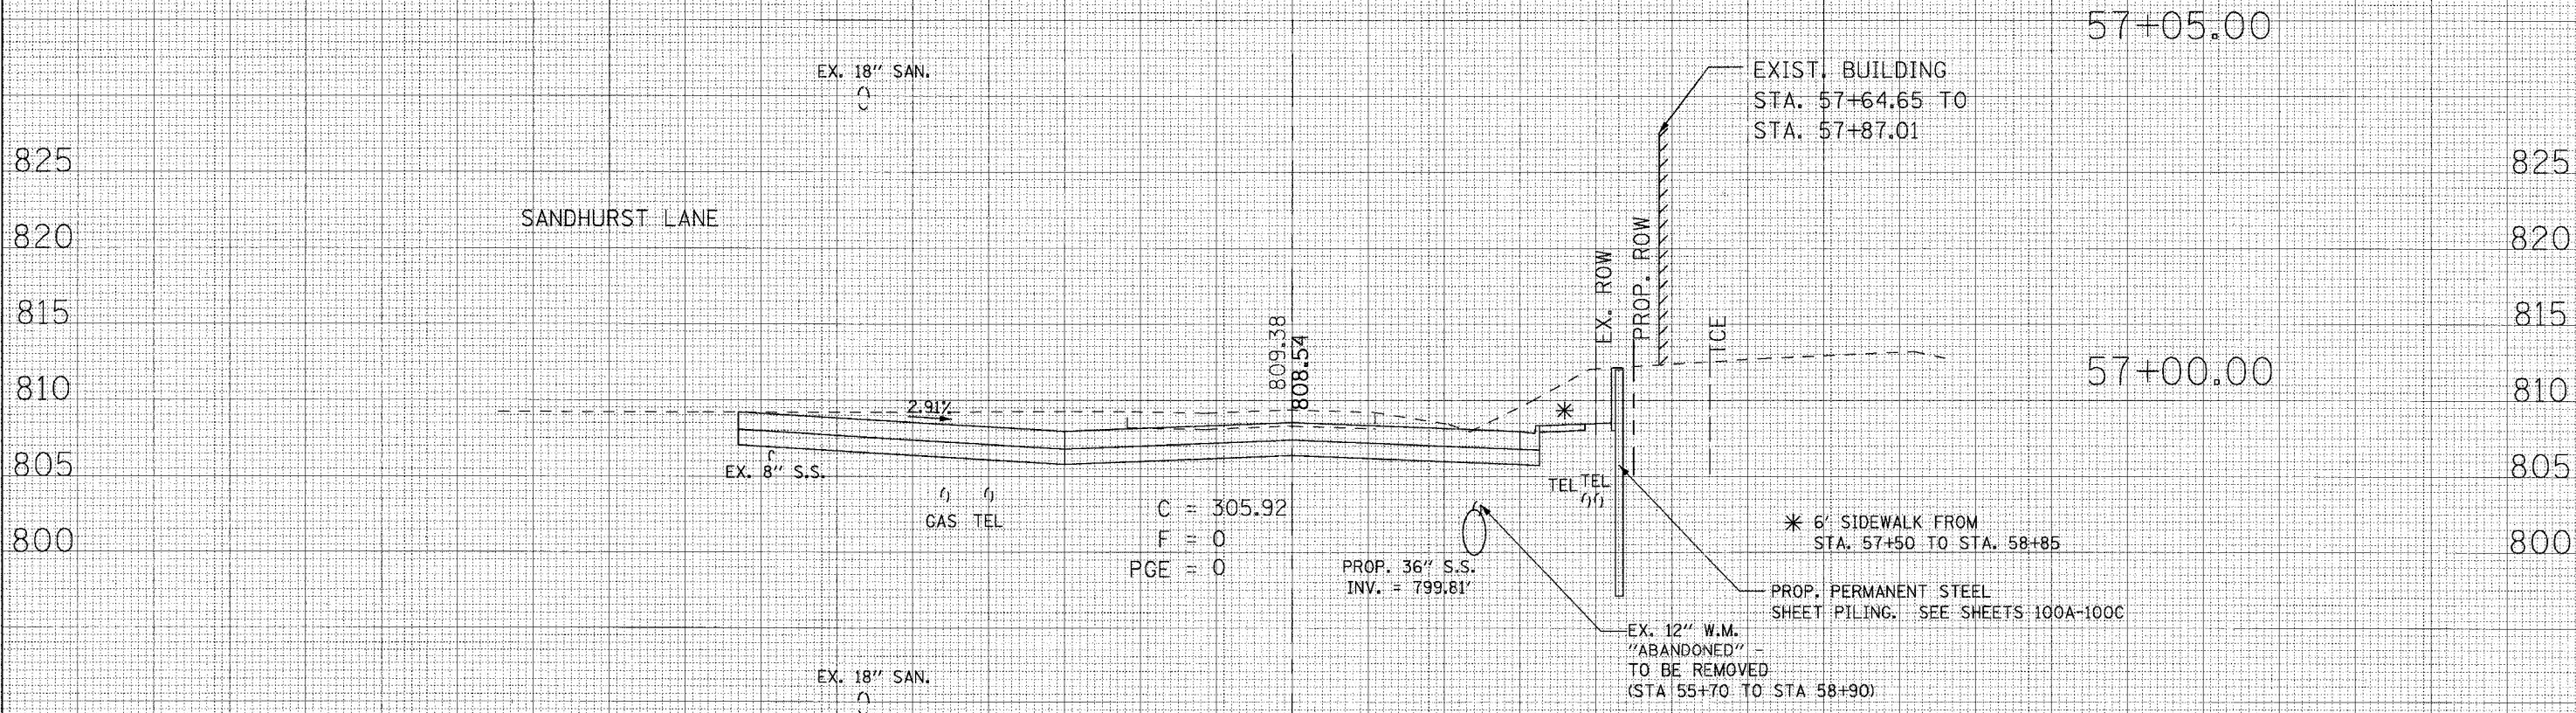 57+05.00
EX. 18" SAN.
EXIST. BUILDING
STA. 57+64.65 TO
STA. 57+87.01
825
825
SANDHURST LANE
820
820
EX. ROW
PROP. ROW
TCE
815
815
809.38
808.54
57+00.00
810
810
2.91%
*
805
805
EX. 8" S.S.
GAS TEL
TEL TEL
C = 305.92
F = 0
PGE = 0
800
800
* 6' SIDEWALK FROM
STA. 57+50 TO STA. 58+85
PROP. 36" S.S.
INV. = 799.81'
PROP. PERMANENT STEEL
SHEET PILING. SEE SHEETS 100A-100C
EX. 12" W.M.
"ABANDONED" -
TO BE REMOVED
(STA 55+70 TO STA 58+90)
EX. 18" SAN.